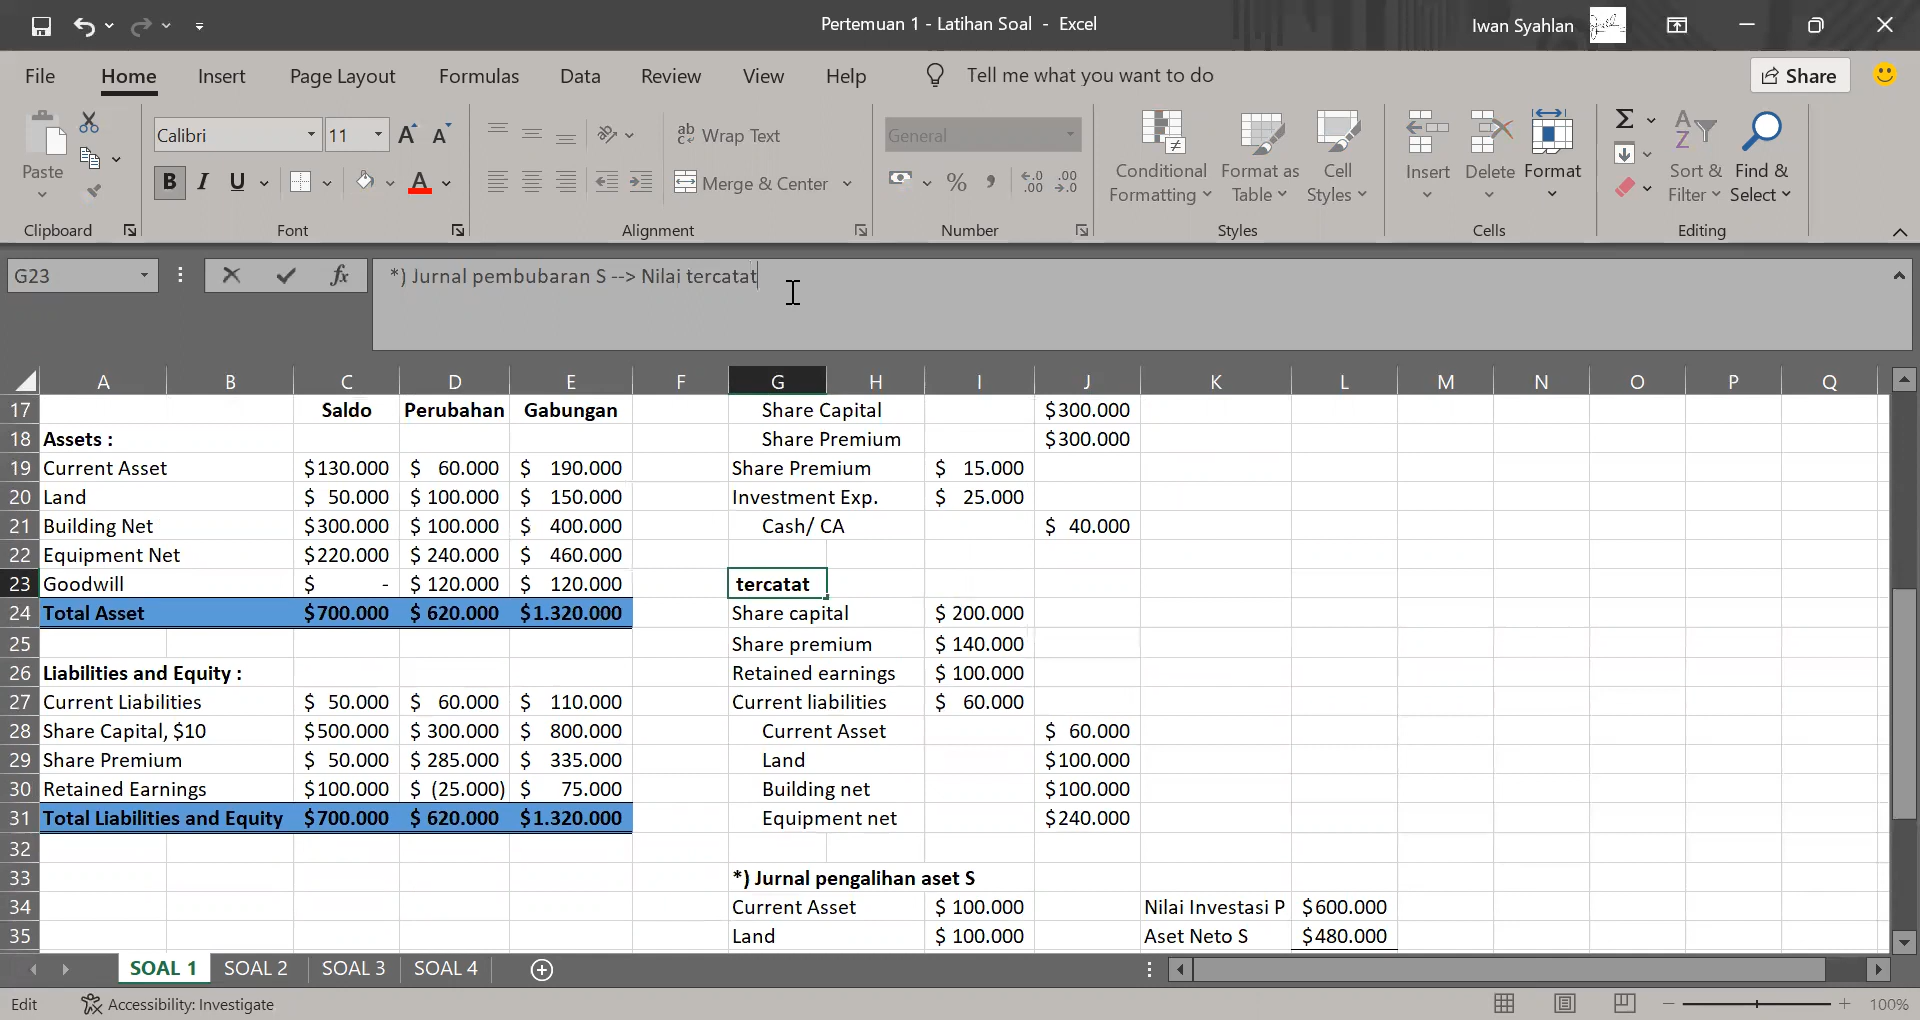 Pertemuan 1 - Latihan Soal - Excel
Iwan Syahlan
File Home Insert Page Layout Formulas Data Review View Help Tell me what you want to do Share
Paste
Clipboard
Calibri 11
B I U A
Font
ab Wrap Text
Merge & Center
Alignment
General
% ,
Number
Conditional Formatting
Format as Table
Cell Styles
Styles
Insert Delete Format
Cells
Sort & Filter
Find & Select
Editing
G23 fx *) Jurnal pembubaran S --> Nilai tercatat
A B C D E F G H I J K L M N O P Q
17 Saldo Perubahan Gabungan Share Capital $300.000
18 Assets : Share Premium $300.000
19 Current Asset $130.000 $ 60.000 $ 190.000 Share Premium $ 15.000
20 Land $ 50.000 $ 100.000 $ 150.000 Investment Exp. $ 25.000
21 Building Net $300.000 $ 100.000 $ 400.000 Cash/ CA $ 40.000
22 Equipment Net $220.000 $ 240.000 $ 460.000
23 Goodwill $ - $ 120.000 $ 120.000 tercatat
24 Total Asset $700.000 $ 620.000 $1.320.000 Share capital $ 200.000
25 Share premium $ 140.000
26 Liabilities and Equity : Retained earnings $ 100.000
27 Current Liabilities $ 50.000 $ 60.000 $ 110.000 Current liabilities $ 60.000
28 Share Capital, $10 $500.000 $ 300.000 $ 800.000 Current Asset $ 60.000
29 Share Premium $ 50.000 $ 285.000 $ 335.000 Land $100.000
30 Retained Earnings $100.000 $ (25.000) $ 75.000 Building net $100.000
31 Total Liabilities and Equity $700.000 $ 620.000 $1.320.000 Equipment net $240.000
32
33 *) Jurnal pengalihan aset S
34 Current Asset $ 100.000 Nilai Investasi P $600.000
35 Land $ 100.000 Aset Neto S $480.000
SOAL 1 SOAL 2 SOAL 3 SOAL 4
Edit Accessibility: Investigate 100%